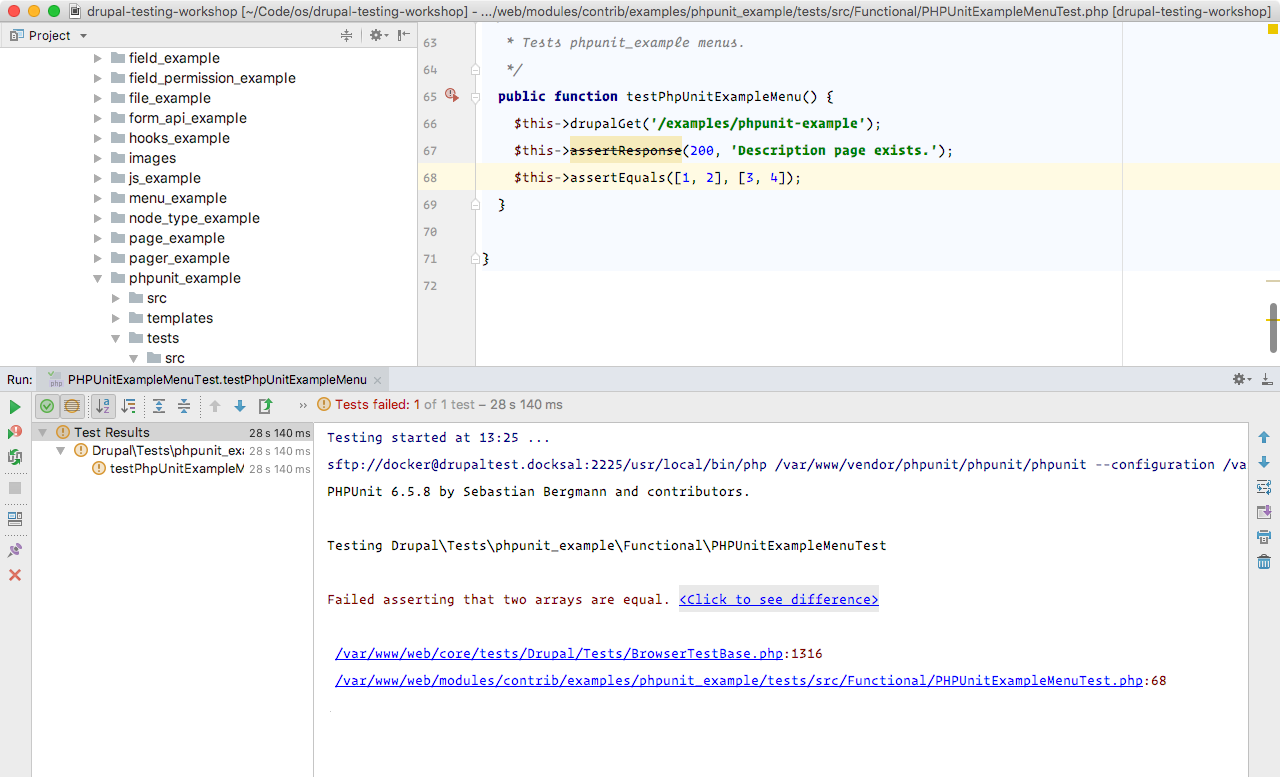 drupal-testing-workshop [~/Code/os/drupal-testing-workshop] - .../web/modules/contrib/examples/phpunit_example/tests/src/Functional/PHPUnitExampleMenuTest.php [drupal-testing-workshop]
Project
field_example
field_permission_example
file_example
form_api_example
hooks_example
images
js_example
menu_example
node_type_example
page_example
pager_example
phpunit_example
src
templates
tests
src
63 * Tests phpunit_example menus.
64 */
65 public function testPhpUnitExampleMenu() {
66 $this->drupalGet('/examples/phpunit-example');
67 $this->assertResponse(200, 'Description page exists.');
68 $this->assertEquals([1, 2], [3, 4]);
69 }
70
71 }
72
Run: php PHPUnitExampleMenuTest.testPhpUnitExampleMenu
Tests failed: 1 of 1 test – 28 s 140 ms
Test Results 28 s 140 ms
Drupal\Tests\phpunit_exa 28 s 140 ms
testPhpUnitExampleM 28 s 140 ms
Testing started at 13:25 ...
sftp://docker@drupaltest.docksal:2225/usr/local/bin/php /var/www/vendor/phpunit/phpunit/phpunit --configuration /va
PHPUnit 6.5.8 by Sebastian Bergmann and contributors.
Testing Drupal\Tests\phpunit_example\Functional\PHPUnitExampleMenuTest
Failed asserting that two arrays are equal. <Click to see difference>
/var/www/web/core/tests/Drupal/Tests/BrowserTestBase.php:1316
/var/www/web/modules/contrib/examples/phpunit_example/tests/src/Functional/PHPUnitExampleMenuTest.php:68